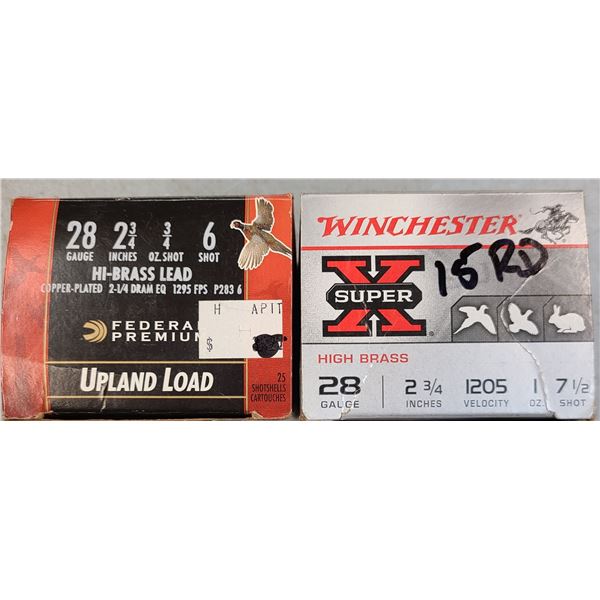 28 2 3/4 3/4 6
GAUGE INCHES OZ. SHOT SHOT
HI-BRASS LEAD
COPPER-PLATED 2-1/4 DRAM EQ 1295 FPS P283 6
H APIT
FEDERAL H
PREMIUM $
UPLAND LOAD
25
SHOTSHELLS
CARTOUCHES
WINCHESTER
SUPER X
15 RD
HIGH BRASS
28 2 3/4 1205 1 7 1/2
GAUGE INCHES VELOCITY OZ. SHOT